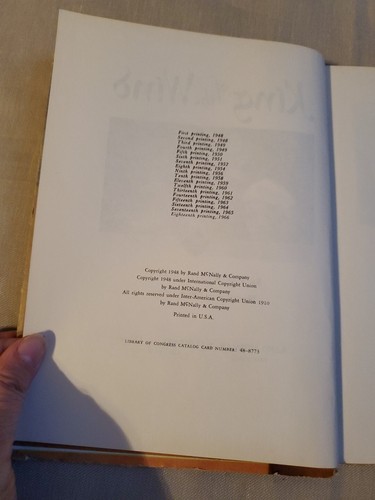 First printing, 1948
Second printing, 1948
Third printing, 1949
Fourth printing, 1949
Fifth printing, 1950
Sixth printing, 1951
Seventh printing, 1952
Eighth printing, 1954
Ninth printing, 1956
Tenth printing, 1958
Eleventh printing, 1959
Twelfth printing, 1960
Thirteenth printing, 1961
Fourteenth printing, 1962
Fifteenth printing, 1963
Sixteenth printing, 1964
Seventeenth printing, 1965
Eighteenth printing, 1966
Copyright 1948 by Rand McNally & Company
Copyright 1948 under International Copyright Union
by Rand McNally & Company
All rights reserved under Inter-American Copyright Union 1910
by Rand McNally & Company
Printed in U.S.A.
LIBRARY OF CONGRESS CATALOG CARD NUMBER: 48-8773